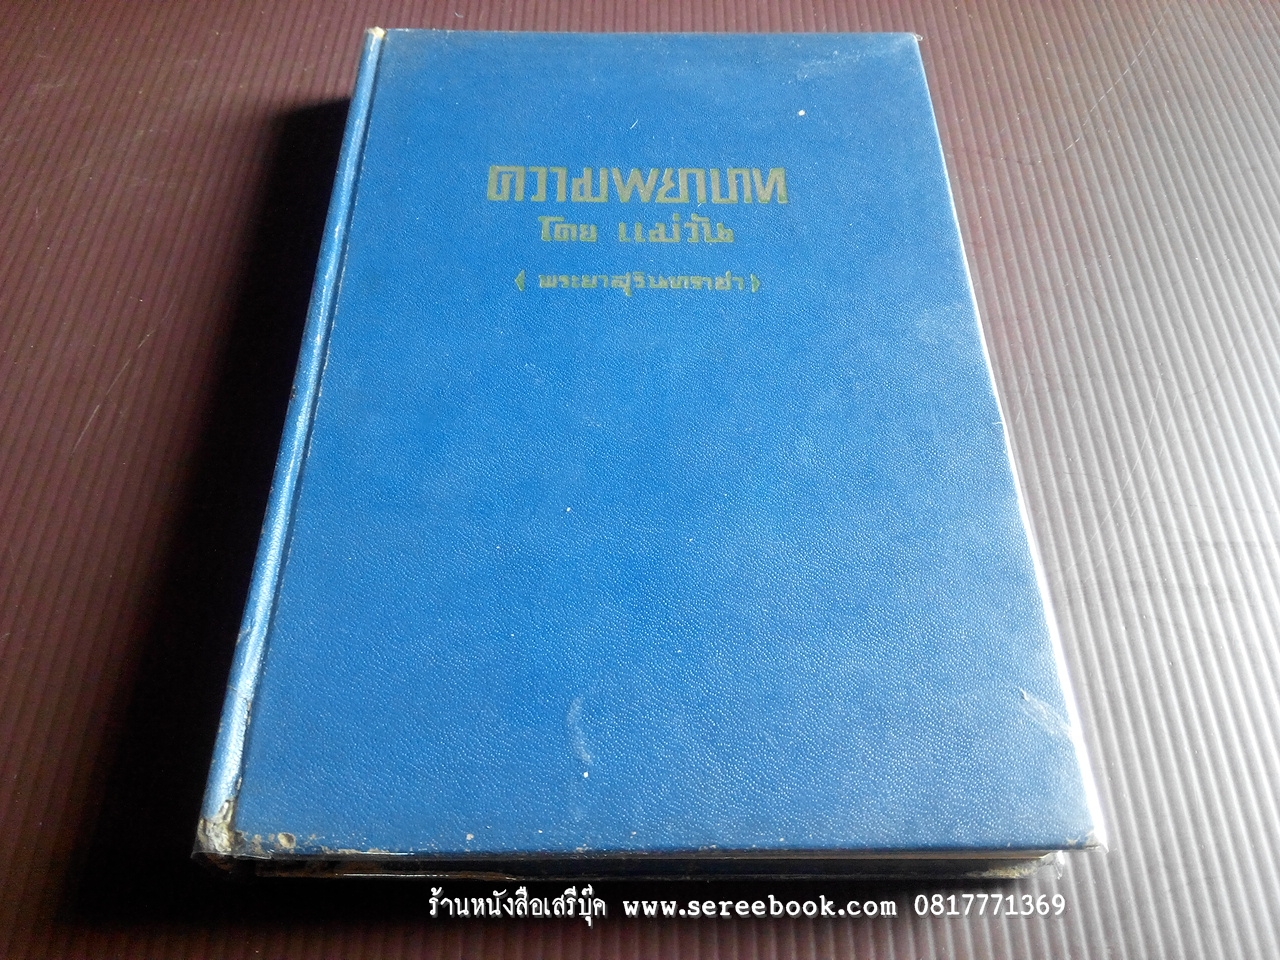 ความพยาบาท
โดย แม่วัน
(พระยาสุรินทราชา)
ร้านหนังสือเสรีบุ๊ค www.sereebook.com 0817771369